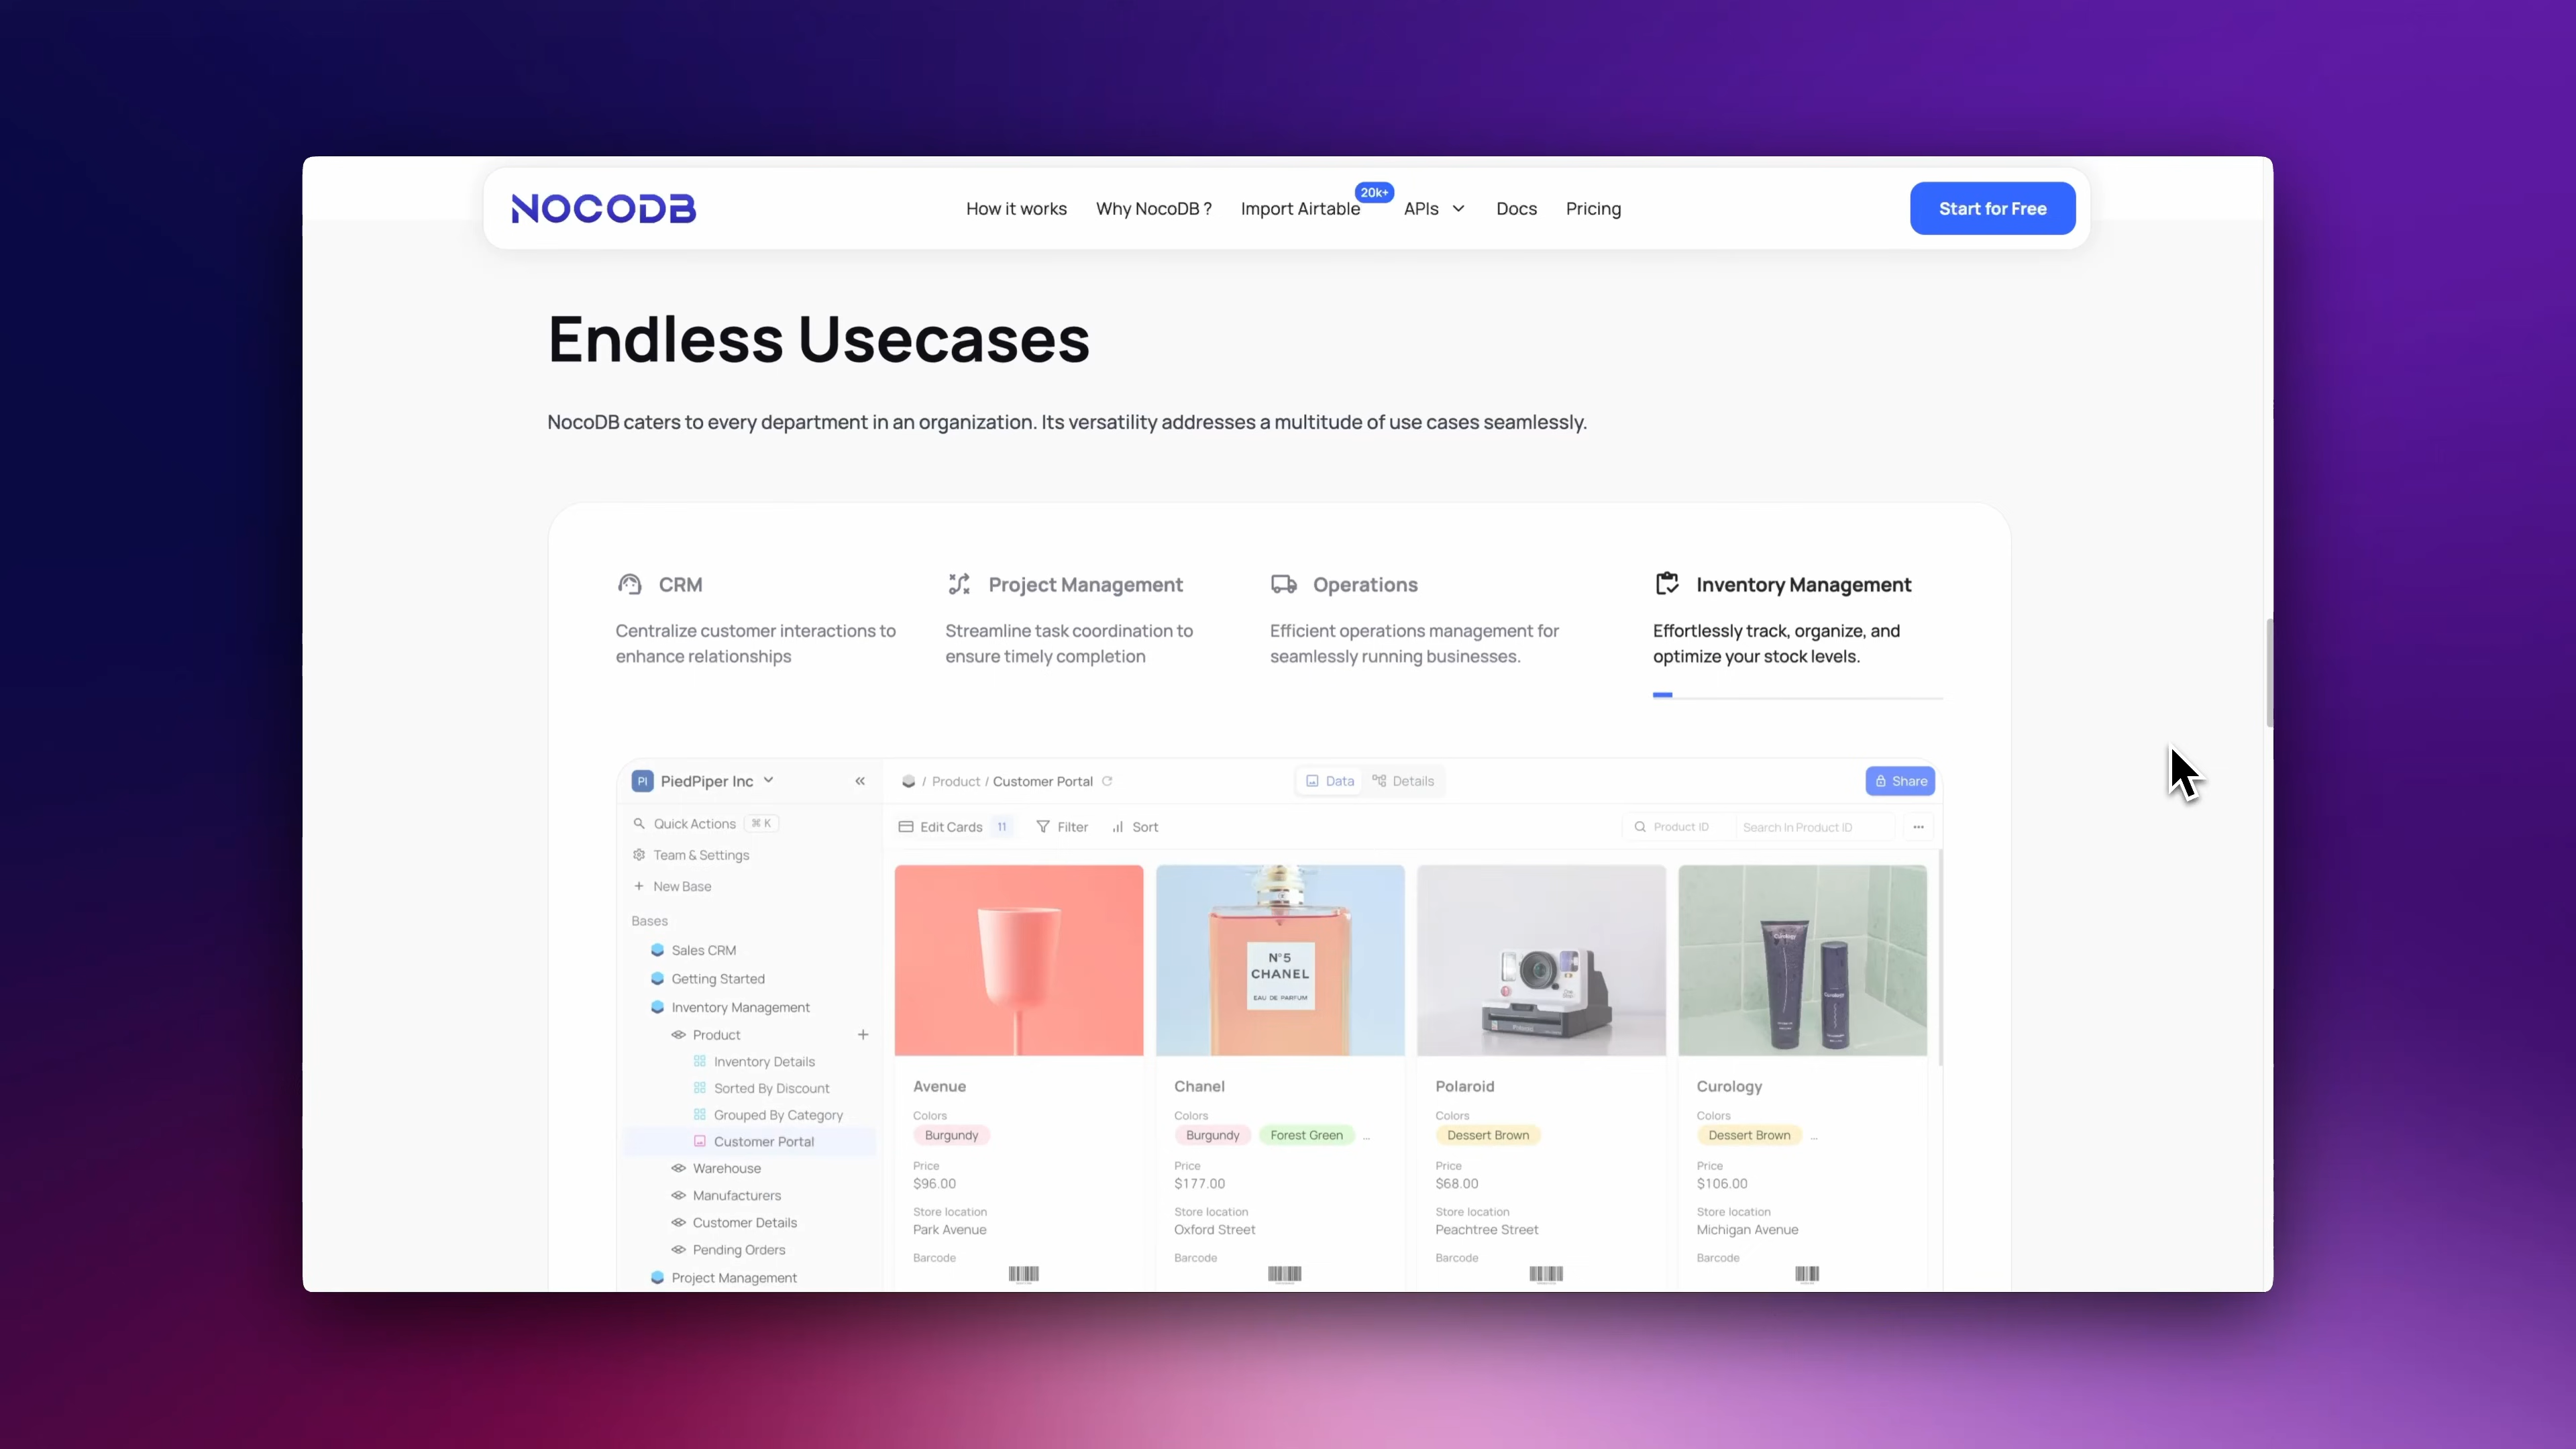 NOCODB
How it works
Why NocoDB ?
Import Airtable
20k+
APIs
Docs
Pricing
Start for Free
Endless Usecases
NocoDB caters to every department in an organization. Its versatility addresses a multitude of use cases seamlessly.
CRM
Centralize customer interactions to
enhance relationships
Project Management
Streamline task coordination to
ensure timely completion
Operations
Efficient operations management for
seamlessly running businesses.
Inventory Management
Effortlessly track, organize, and
optimize your stock levels.
PI PiedPiper Inc
/ Product / Customer Portal
Data
Details
Share
Quick Actions ⌘ K
Team & Settings
+ New Base
Bases
Sales CRM
Getting Started
Inventory Management
Product +
Inventory Details
Sorted By Discount
Grouped By Category
Customer Portal
Warehouse
Manufacturers
Customer Details
Pending Orders
Project Management
Edit Cards 11
Filter
Sort
Product ID
Search In Product ID
N°5
CHANEL
EAU DE PARFUM
Polaroid
Curology
Curology
Avenue
Colors
Burgundy
Price
$96.00
Store location
Park Avenue
Barcode
Chanel
Colors
Burgundy Forest Green ...
Price
$177.00
Store location
Oxford Street
Barcode
Polaroid
Colors
Dessert Brown
Price
$68.00
Store location
Peachtree Street
Barcode
Curology
Colors
Dessert Brown ...
Price
$106.00
Store location
Michigan Avenue
Barcode